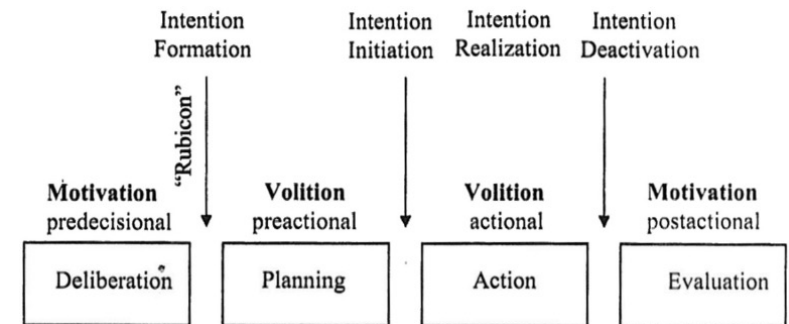 Intention
Formation
Intention
Initiation
Intention
Realization
Intention
Deactivation
"Rubicon"
Motivation
predecisional
Volition
preactional
Volition
actional
Motivation
postactional
Deliberation
Planning
Action
Evaluation